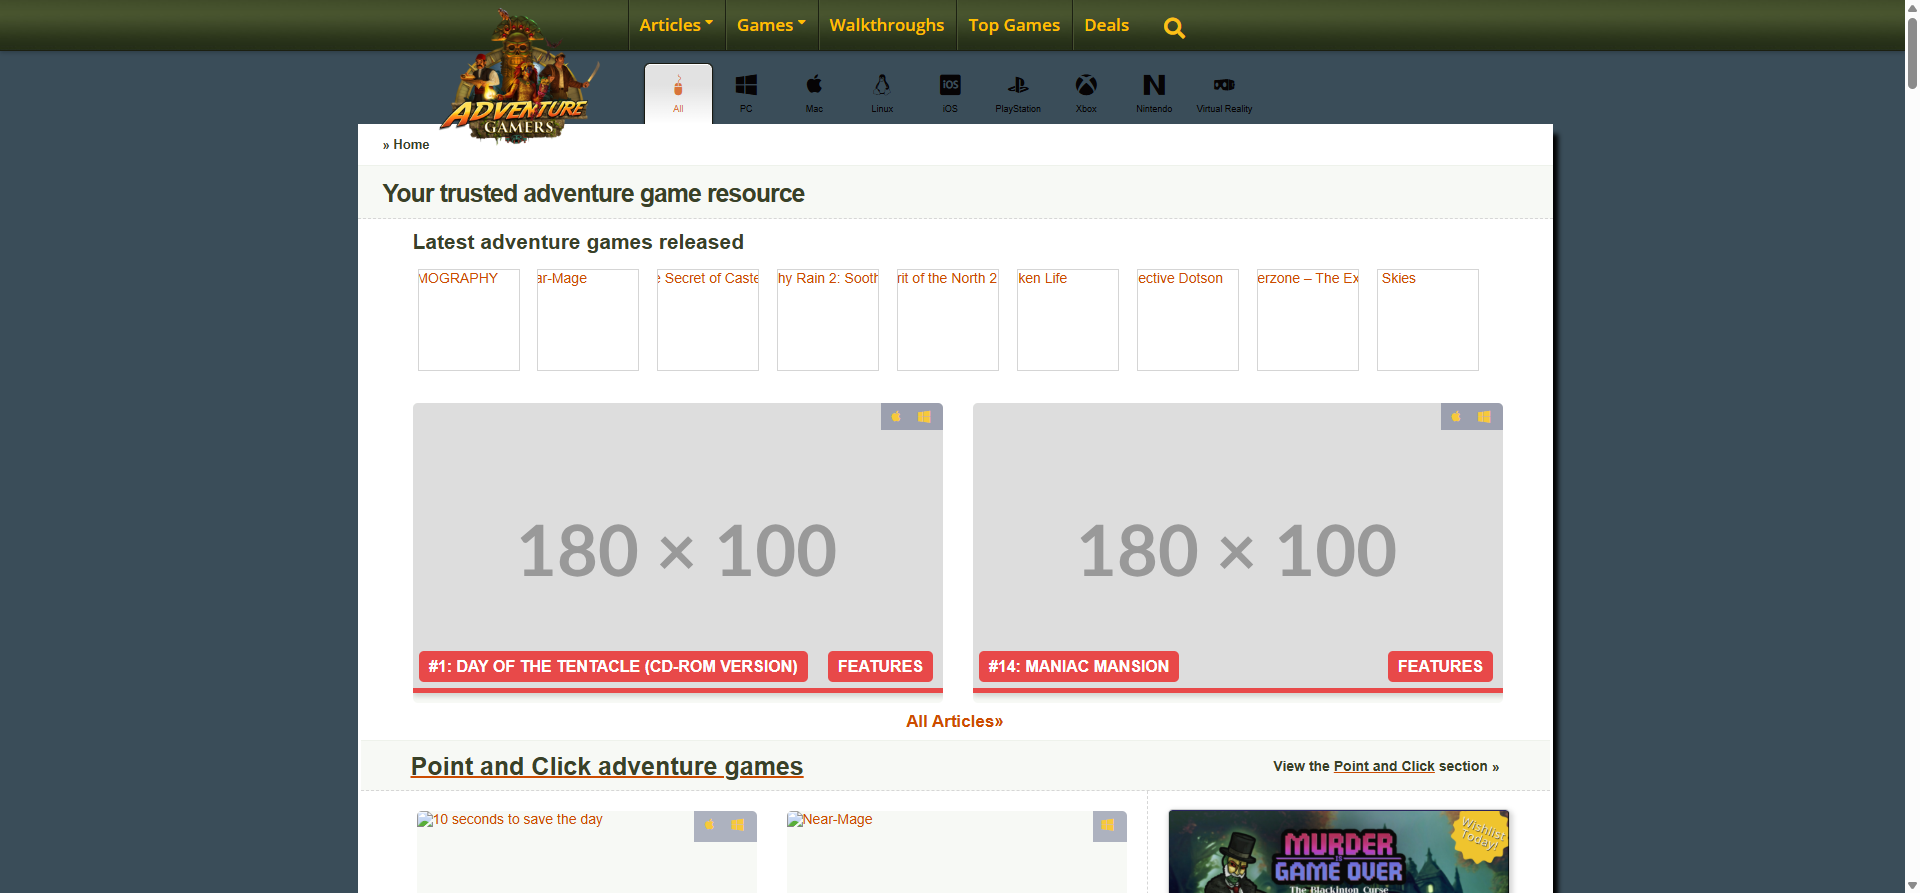 Articles Games Walkthroughs Top Games Deals
ADVENTURE
GAMERS
All PC Mac Linux iOS PlayStation Xbox Nintendo Virtual Reality
» Home
Your trusted adventure game resource
Latest adventure games released
MOGRAPHY
ar-Mage
e Secret of Caste
hy Rain 2: Sooth
rit of the North 2
ken Life
ective Dotson
erzone – The Ex
Skies
180 × 100
#1: DAY OF THE TENTACLE (CD-ROM VERSION) FEATURES
180 × 100
#14: MANIAC MANSION FEATURES
All Articles»
Point and Click adventure games
View the Point and Click section »
10 seconds to save the day
Near-Mage
Wishlist
Today!
MURDER
IS
GAME OVER
The Blackinton Curse